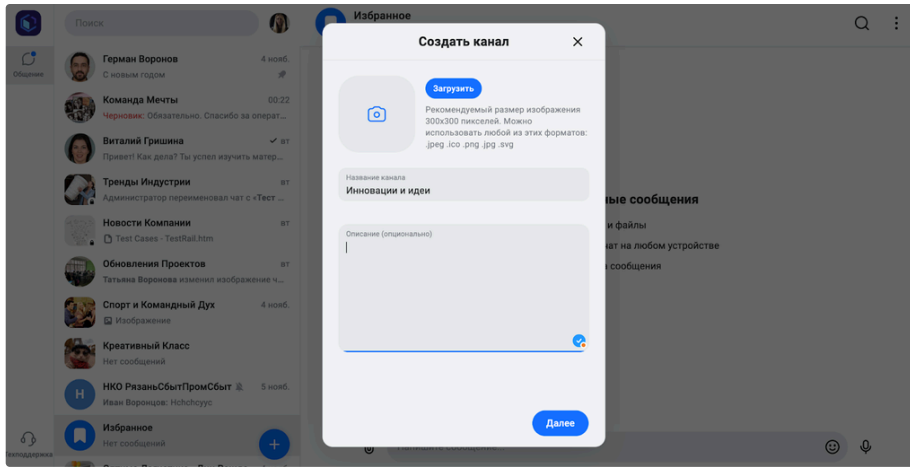 Поиск
Избранное
Общение
Герман Воронов
4 нояб.
С новым годом
Команда Мечты
00:22
Черновик: Обязательно. Спасибо за операт...
Виталий Гришина
вт
Привет! Как дела? Ты успел изучить матер...
Тренды Индустрии
вт
Администратор переименовал чат с «Тест ...
Новости Компании
вт
Test Cases - TestRail.htm
Обновления Проектов
вт
Татьяна Воронова изменил изображение ч...
Спорт и Командный Дух
4 нояб.
Изображение
Креативный Класс
Нет сообщений
Н
НКО РязаньСбытПромСбыт
5 нояб.
Иван Воронцов: Hchchcyyc
Избранное
Нет сообщений
Техподдержка
Создать канал
Загрузить
Рекомендуемый размер изображения
300x300 пикселей. Можно
использовать любой из этих форматов:
.jpeg .ico .png .jpg .svg
Название канала
Инновации и идеи
Описание (опционально)
Далее
ные сообщения
и файлы
чат на любом устройстве
сообщения